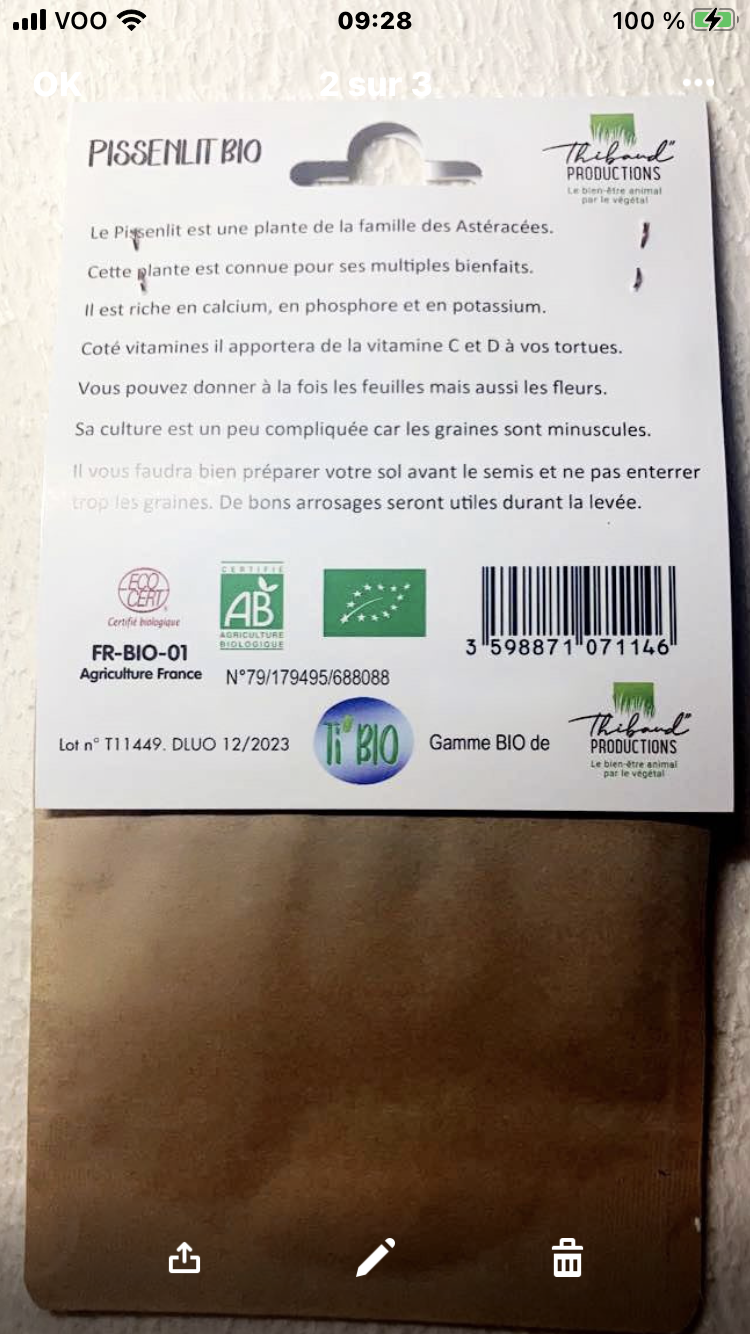 VOO 09:28 100 %
OK 2 sur 3
PISSENLIT BIO
Thibaud"
PRODUCTIONS
Le bien-être animal
par le végétal
Le Pissenlit est une plante de la famille des Astéracées.
Cette plante est connue pour ses multiples bienfaits.
Il est riche en calcium, en phosphore et en potassium.
Coté vitamines il apportera de la vitamine C et D à vos tortues.
Vous pouvez donner à la fois les feuilles mais aussi les fleurs.
Sa culture est un peu compliquée car les graines sont minuscules.
Il vous faudra bien préparer votre sol avant le semis et ne pas enterrer
trop les graines. De bons arrosages seront utiles durant la levée.
ECO
CERT
Certifié biologique
FR-BIO-01
Agriculture France
CERTIFIÉ
AB
AGRICULTURE
BIOLOGIQUE
N°79/179495/688088
3 598871 071146
Lot n° T11449. DLUO 12/2023
Ti BIO
Gamme BIO de
Thibaud"
PRODUCTIONS
Le bien-être animal
par le végétal